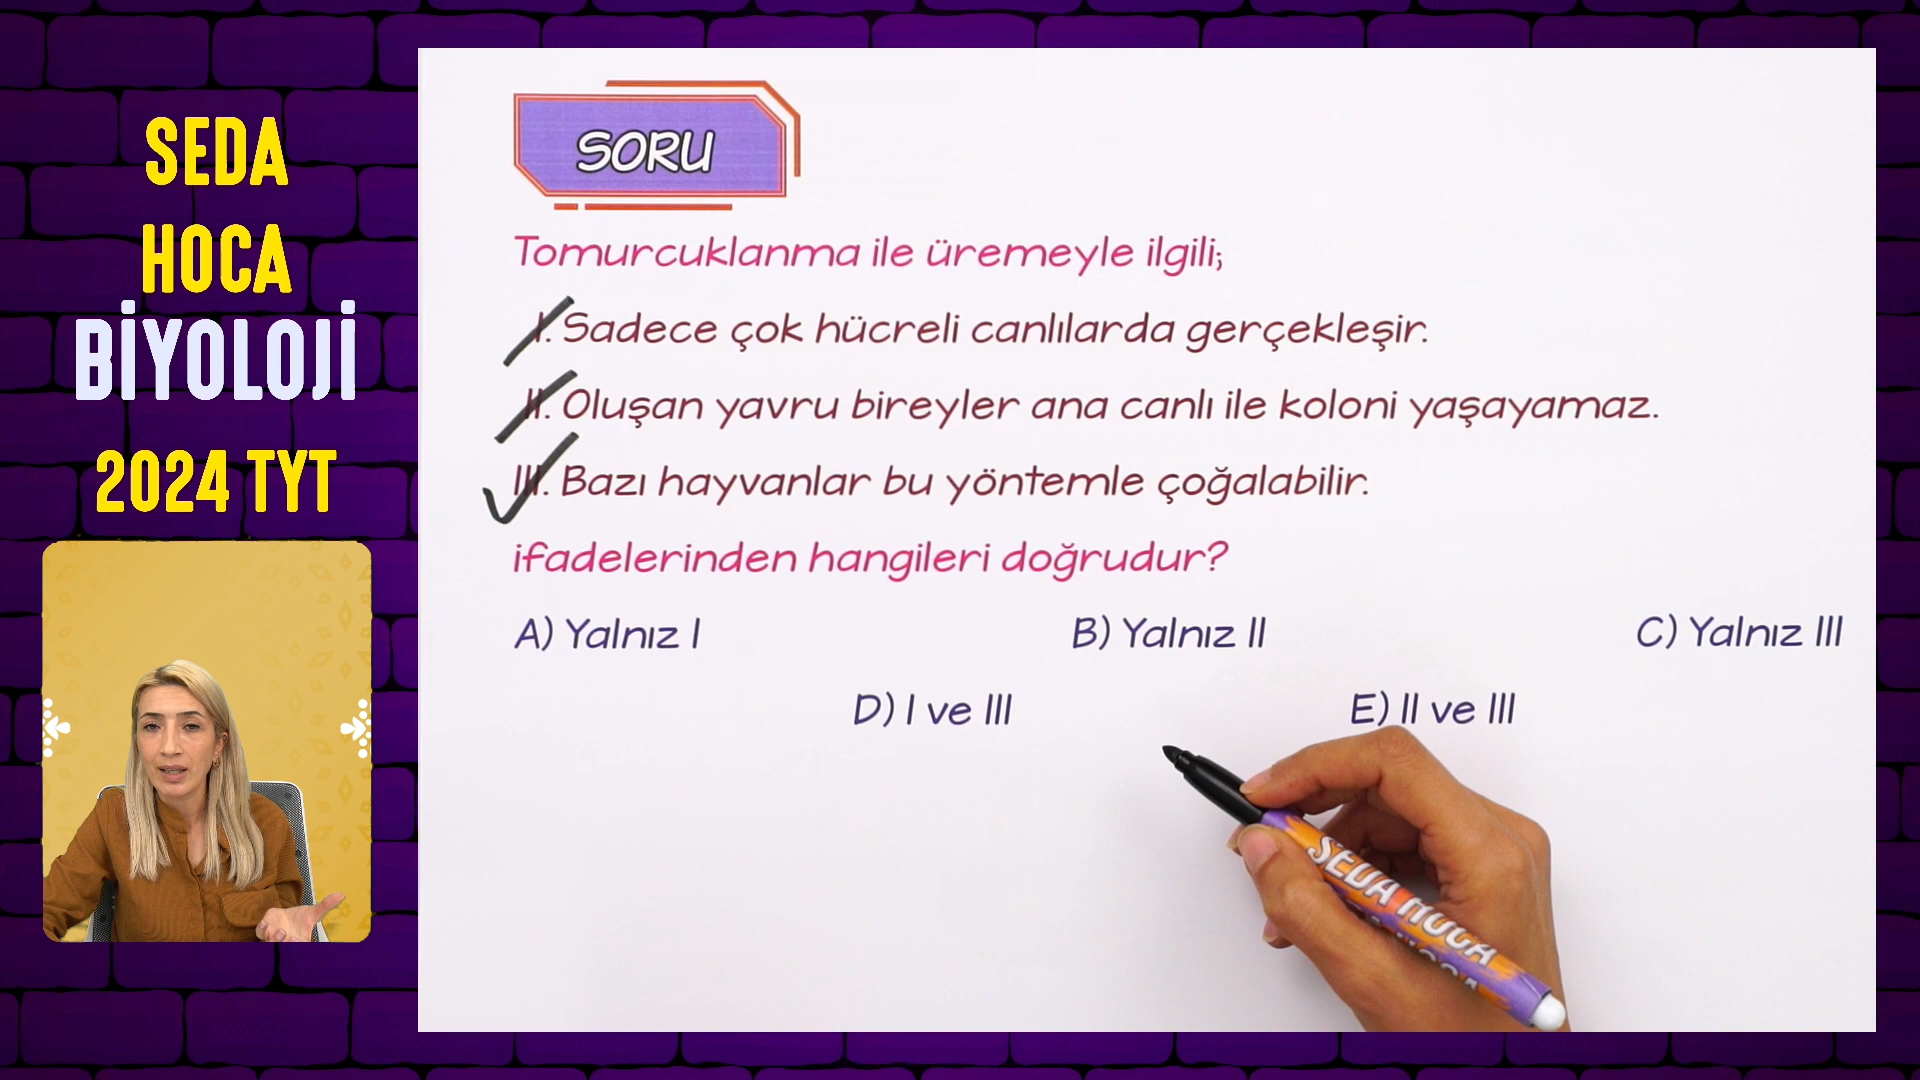 SEDA
HOCA
BİYOLOJİ
2024 TYT
SORU
Tomurcuklanma ile üremeyle ilgili;
I. Sadece çok hücreli canlılarda gerçekleşir.
II. Oluşan yavru bireyler ana canlı ile koloni yaşayamaz.
III. Bazı hayvanlar bu yöntemle çoğalabilir.
ifadelerinden hangileri doğrudur?
A) Yalnız I B) Yalnız II C) Yalnız III
D) I ve III E) II ve III
SEDA HOCA